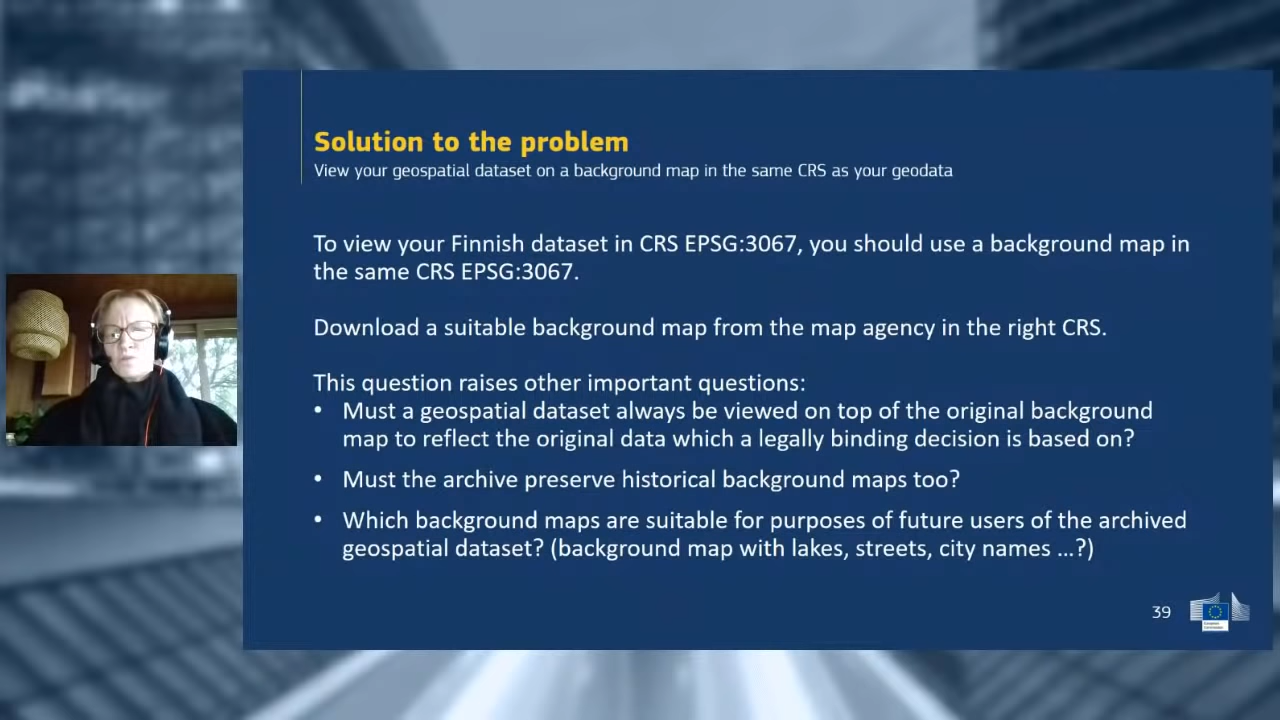 Solution to the problem
View your geospatial dataset on a background map in the same CRS as your geodata
To view your Finnish dataset in CRS EPSG:3067, you should use a background map in
the same CRS EPSG:3067.
Download a suitable background map from the map agency in the right CRS.
This question raises other important questions:
• Must a geospatial dataset always be viewed on top of the original background
map to reflect the original data which a legally binding decision is based on?
• Must the archive preserve historical background maps too?
• Which background maps are suitable for purposes of future users of the archived
geospatial dataset? (background map with lakes, streets, city names ...?)
39